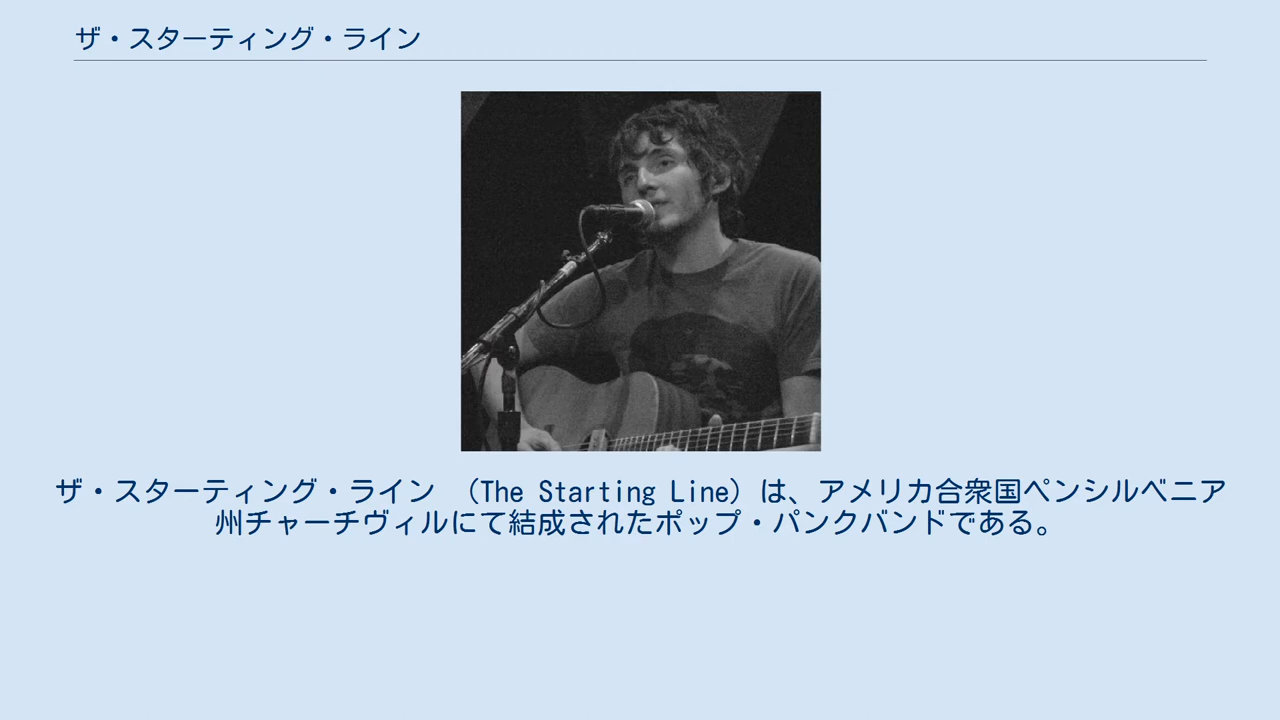 ザ・スターティング・ライン
ザ・スターティング・ライン （The Starting Line）は、アメリカ合衆国ペンシルベニア
州チャーチヴィルにて結成されたポップ・パンクバンドである。